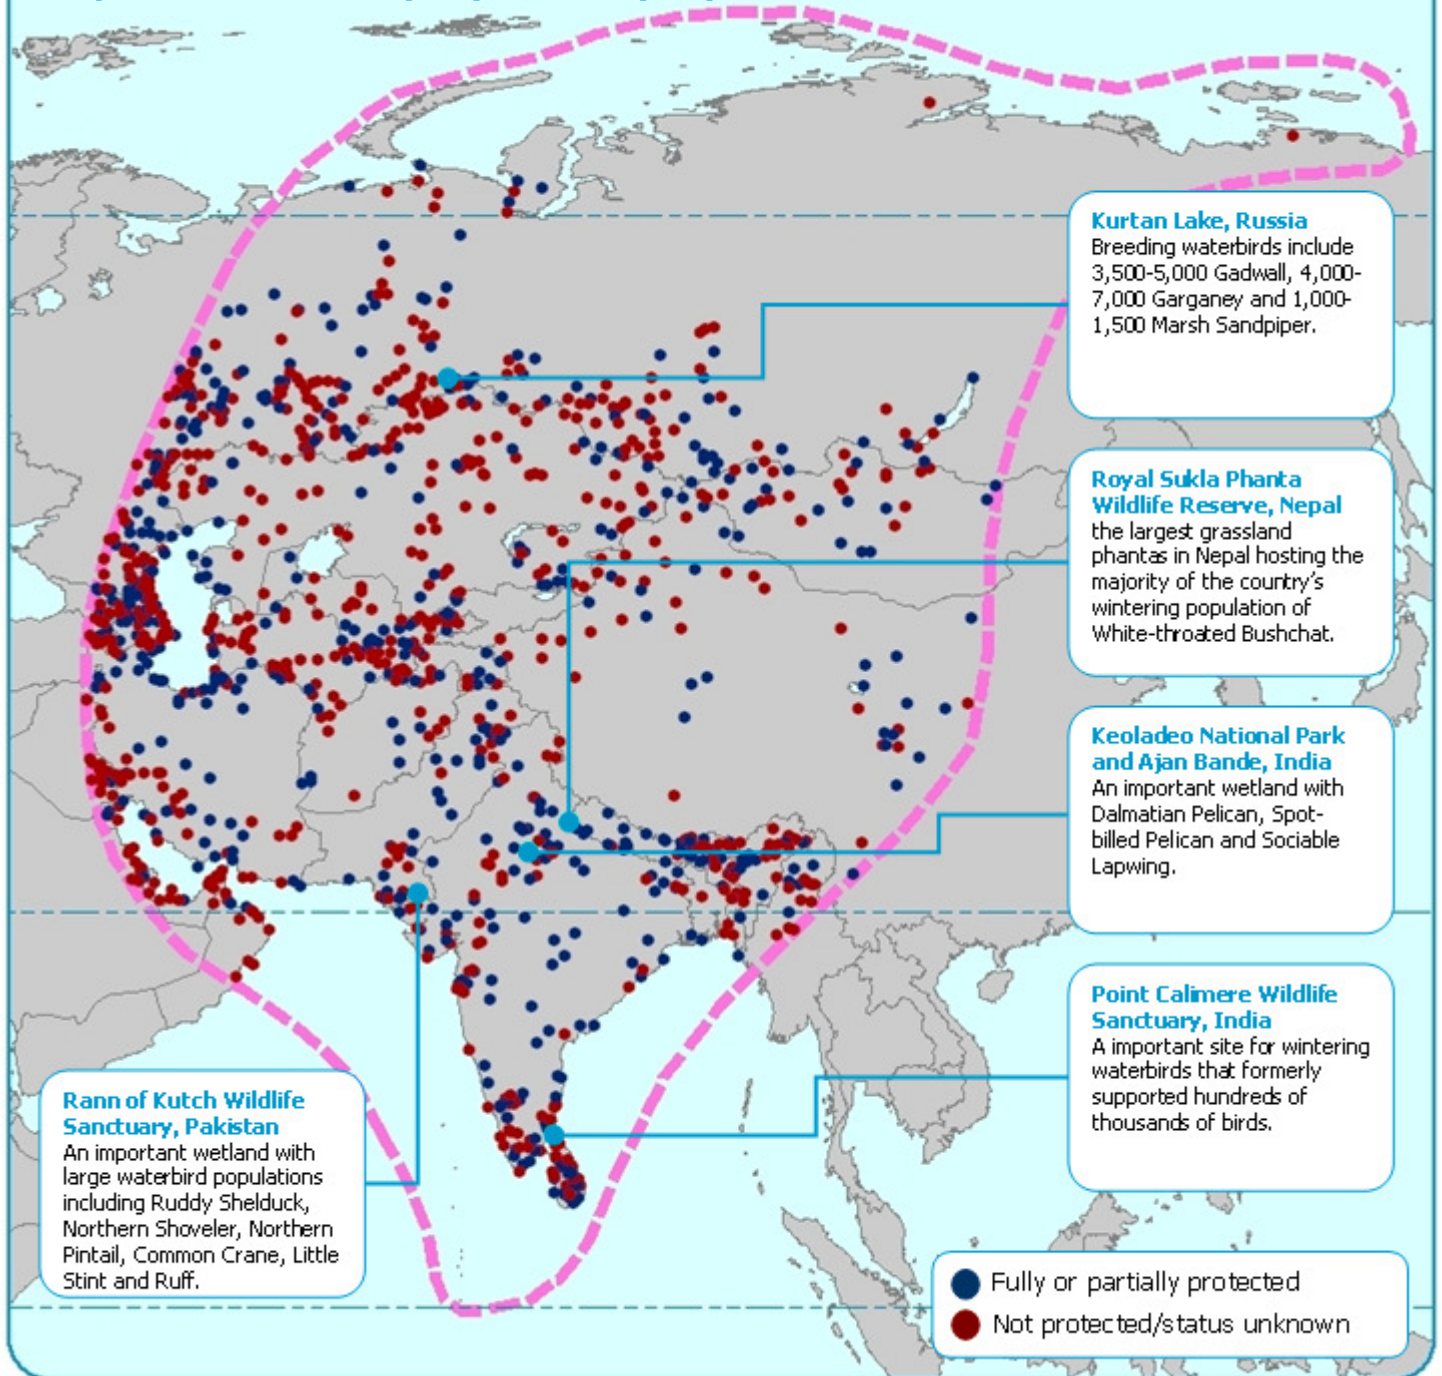 Kurtan Lake, Russia
Breeding waterbirds include
3,500-5,000 Gadwall, 4,000-
7,000 Garganey and 1,000-
1,500 Marsh Sandpiper.
Royal Sukla Phanta
Wildlife Reserve, Nepal
the largest grassland
phantas in Nepal hosting the
majority of the country's
wintering population of
White-throated Bushchat.
Keoladeo National Park
and Ajan Bande, India
An important wetland with
Dalmatian Pelican, Spot-
billed Pelican and Sociable
Lapwing.
Point Calimere Wildlife
Sanctuary, India
A important site for wintering
waterbirds that formerly
supported hundreds of
thousands of birds.
Rann of Kutch Wildlife
Sanctuary, Pakistan
An important wetland with
large waterbird populations
including Ruddy Shelduck,
Northern Shoveler, Northern
Pintail, Common Crane, Little
Stint and Ruff.
Fully or partially protected
Not protected/status unknown